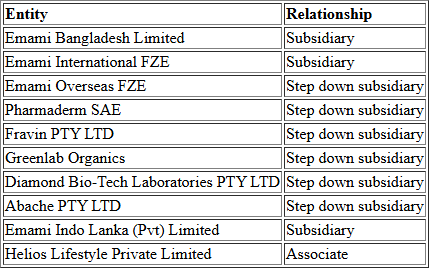 Entity Relationship
Emami Bangladesh Limited Subsidiary
Emami International FZE Subsidiary
Emami Overseas FZE Step down subsidiary
Pharmaderm SAE Step down subsidiary
Fravin PTY LTD Step down subsidiary
Greenlab Organics Step down subsidiary
Diamond Bio-Tech Laboratories PTY LTD Step down subsidiary
Abache PTY LTD Step down subsidiary
Emami Indo Lanka (Pvt) Limited Subsidiary
Helios Lifestyle Private Limited Associate